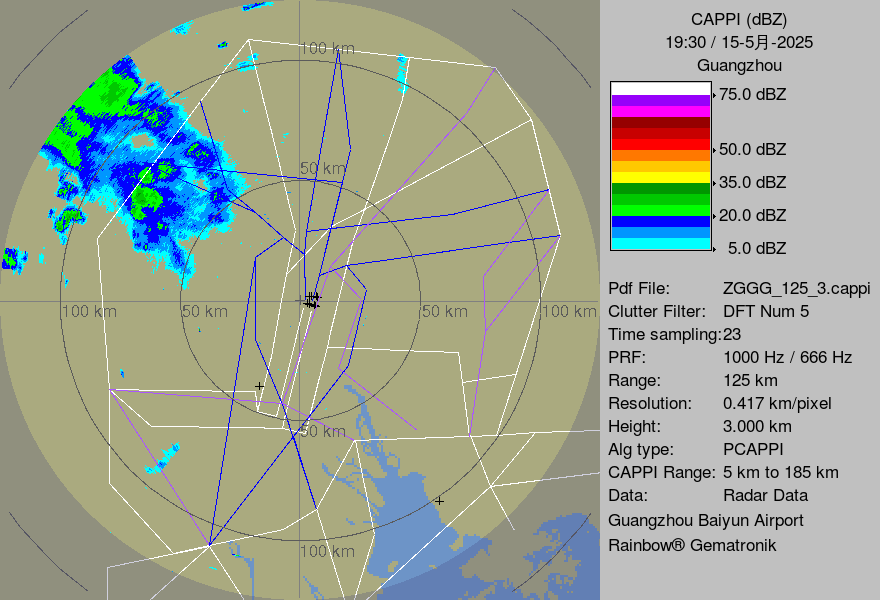 100 km
50 km
100 km
50 km
50 km
100 km
50 km
100 km
CAPPI (dBZ)
19:30 / 15-5月-2025
Guangzhou
75.0 dBZ
50.0 dBZ
35.0 dBZ
20.0 dBZ
5.0 dBZ
Pdf File: ZGGG_125_3.cappi
Clutter Filter: DFT Num 5
Time sampling:23
PRF: 1000 Hz / 666 Hz
Range: 125 km
Resolution: 0.417 km/pixel
Height: 3.000 km
Alg type: PCAPPI
CAPPI Range: 5 km to 185 km
Data: Radar Data
Guangzhou Baiyun Airport
Rainbow® Gematronik